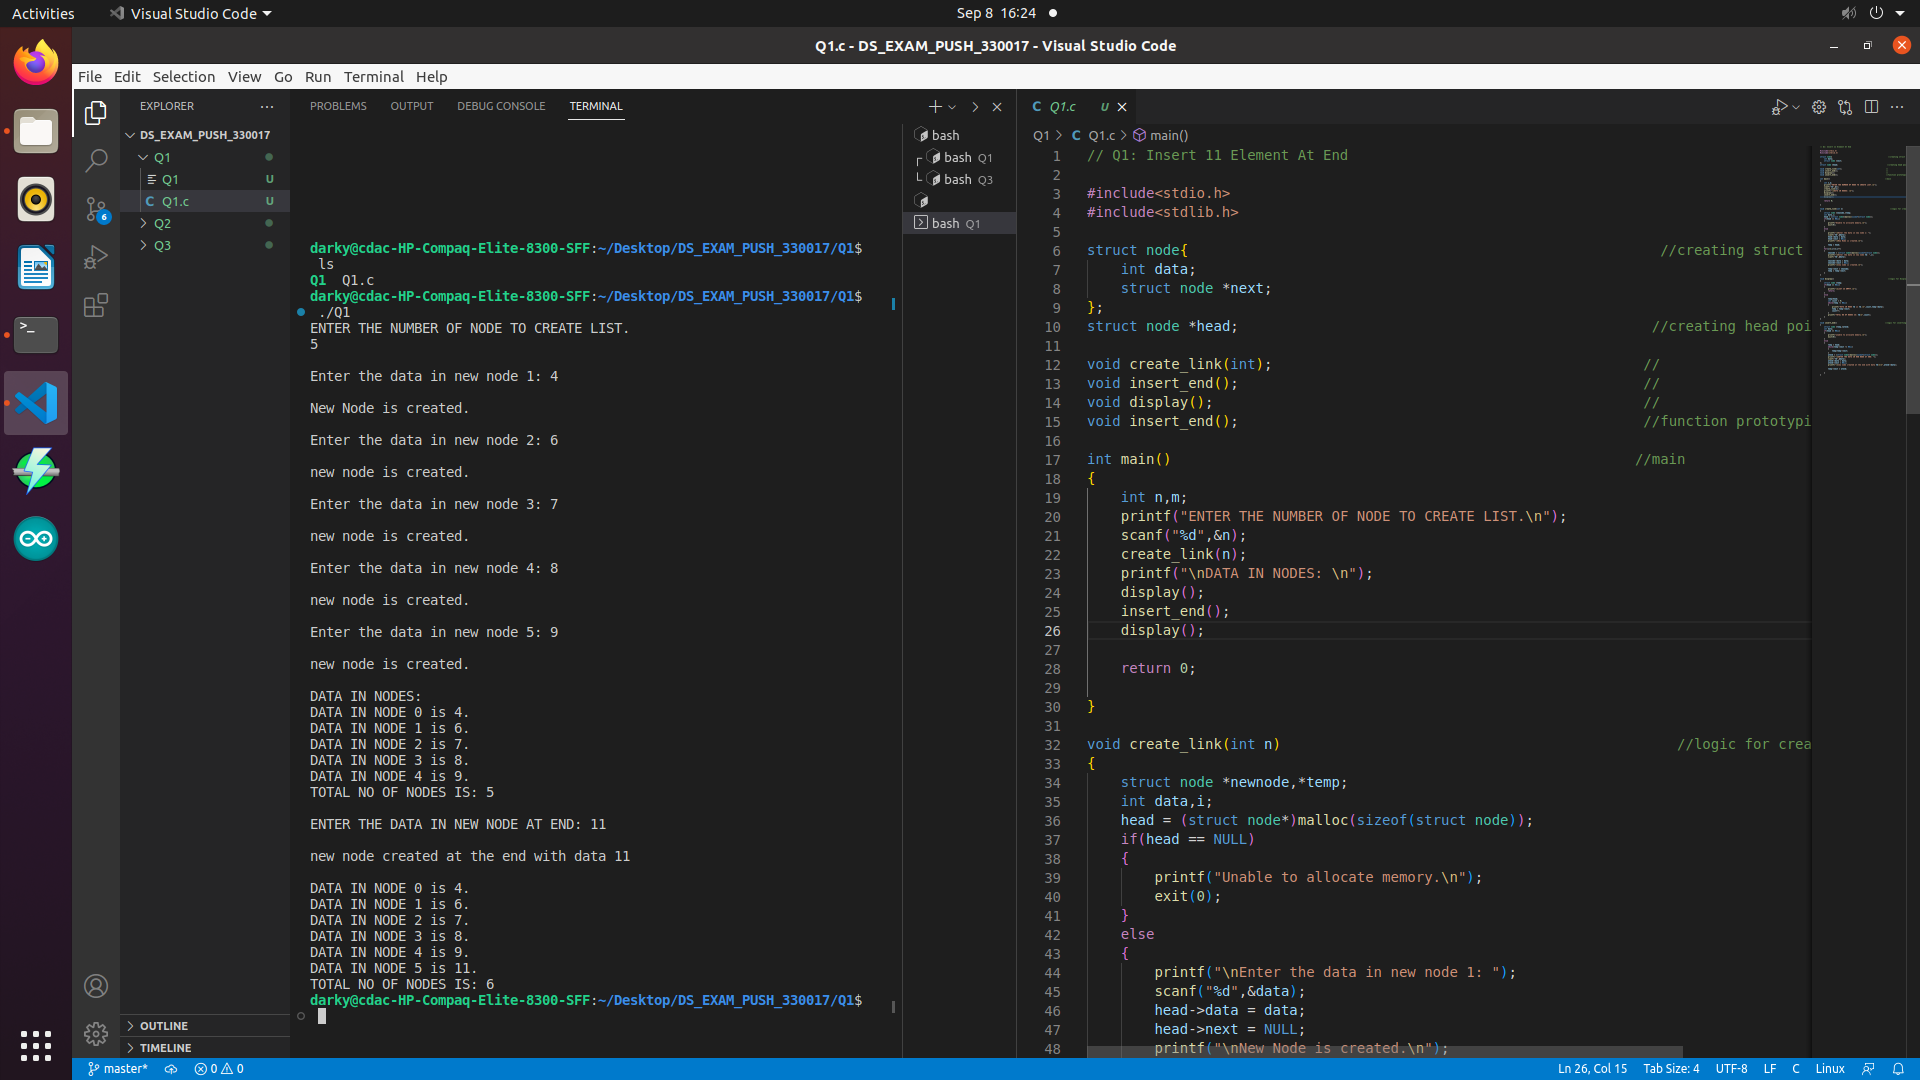 Activities
Visual Studio Code
Sep 8 16:24
Q1.c - DS_EXAM_PUSH_330017 - Visual Studio Code
File Edit Selection View Go Run Terminal Help
EXPLORER
DS_EXAM_PUSH_330017
Q1
Q1 U
Q1.c U
Q2
Q3
OUTLINE
TIMELINE
PROBLEMS OUTPUT DEBUG CONSOLE TERMINAL
darky@cdac-HP-Compaq-Elite-8300-SFF:~/Desktop/DS_EXAM_PUSH_330017/Q1$
ls
Q1 Q1.c
darky@cdac-HP-Compaq-Elite-8300-SFF:~/Desktop/DS_EXAM_PUSH_330017/Q1$
./Q1
ENTER THE NUMBER OF NODE TO CREATE LIST.
5
Enter the data in new node 1: 4
New Node is created.
Enter the data in new node 2: 6
new node is created.
Enter the data in new node 3: 7
new node is created.
Enter the data in new node 4: 8
new node is created.
Enter the data in new node 5: 9
new node is created.
DATA IN NODES:
DATA IN NODE 0 is 4.
DATA IN NODE 1 is 6.
DATA IN NODE 2 is 7.
DATA IN NODE 3 is 8.
DATA IN NODE 4 is 9.
TOTAL NO OF NODES IS: 5
ENTER THE DATA IN NEW NODE AT END: 11
new node created at the end with data 11
DATA IN NODE 0 is 4.
DATA IN NODE 1 is 6.
DATA IN NODE 2 is 7.
DATA IN NODE 3 is 8.
DATA IN NODE 4 is 9.
DATA IN NODE 5 is 11.
TOTAL NO OF NODES IS: 6
darky@cdac-HP-Compaq-Elite-8300-SFF:~/Desktop/DS_EXAM_PUSH_330017/Q1$
bash
bash Q1
bash Q3
bash Q1
C Q1.c U
Q1 > C Q1.c > main()
1 // Q1: Insert 11 Element At End
2
3 #include<stdio.h>
4 #include<stdlib.h>
5
6 struct node{ //creating struct
7 int data;
8 struct node *next;
9 };
10 struct node *head; //creating head poi
11
12 void create_link(int); //
13 void insert_end(); //
14 void display(); //
15 void insert_end(); //function prototypi
16
17 int main() //main
18 {
19 int n,m;
20 printf("ENTER THE NUMBER OF NODE TO CREATE LIST.\n");
21 scanf("%d",&n);
22 create_link(n);
23 printf("\nDATA IN NODES: \n");
24 display();
25 insert_end();
26 display();
27
28 return 0;
29
30 }
31
32 void create_link(int n) //logic for crea
33 {
34 struct node *newnode,*temp;
35 int data,i;
36 head = (struct node*)malloc(sizeof(struct node));
37 if(head == NULL)
38 {
39 printf("Unable to allocate memory.\n");
40 exit(0);
41 }
42 else
43 {
44 printf("\nEnter the data in new node 1: ");
45 scanf("%d",&data);
46 head->data = data;
47 head->next = NULL;
48 printf("\nNew Node is created.\n");
6
master* 0 0
Ln 26, Col 15 Tab Size: 4 UTF-8 LF C Linux